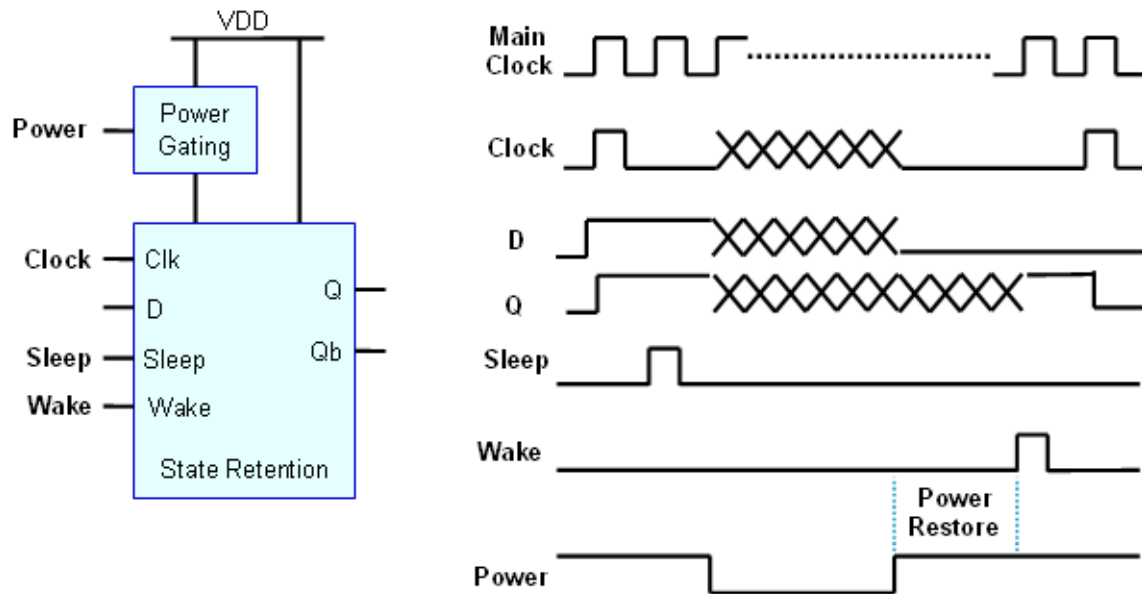 VDD
Power
Power
Gating
Clock
Clk
D
Q
Sleep
Sleep
Qb
Wake
Wake
State Retention
Main
Clock
Clock
D
Q
Sleep
Wake
Power
Restore
Power